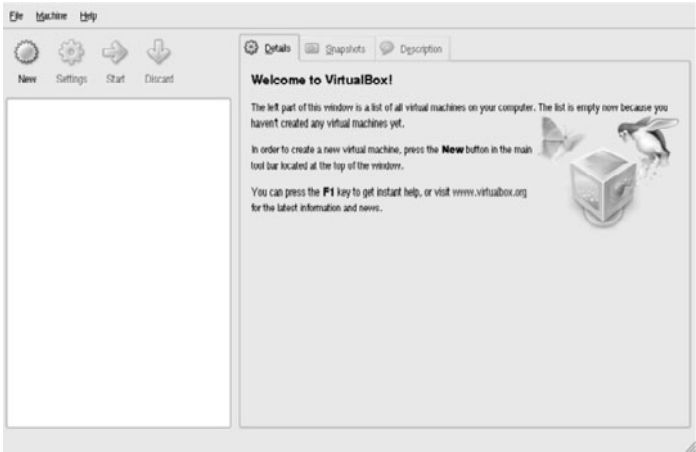 File Machine Help
New Settings Start Discard
Details Snapshots Description
Welcome to VirtualBox!
The left part of this window is a list of all virtual machines on your computer. The list is empty now because you
haven't created any virtual machines yet.
In order to create a new virtual machine, press the New button in the main
tool bar located at the top of the window.
You can press the F1 key to get instant help, or visit www.virtualbox.org
for the latest information and news.